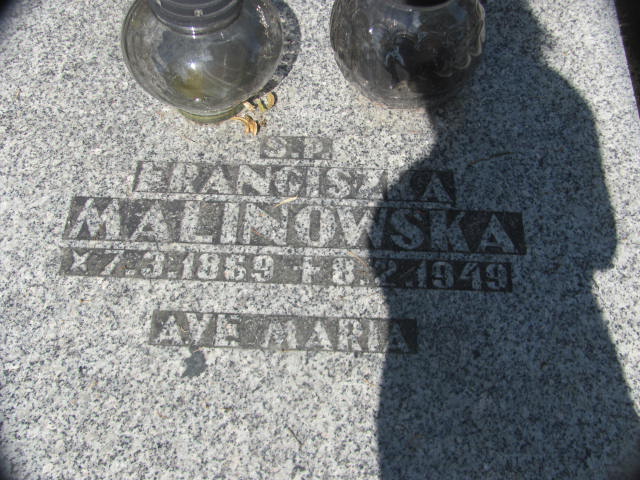 Ś.P.
FRANCISZKA
MALINOWSKA
× 7.3.1859 † 8.2.1949
AVE MARIA